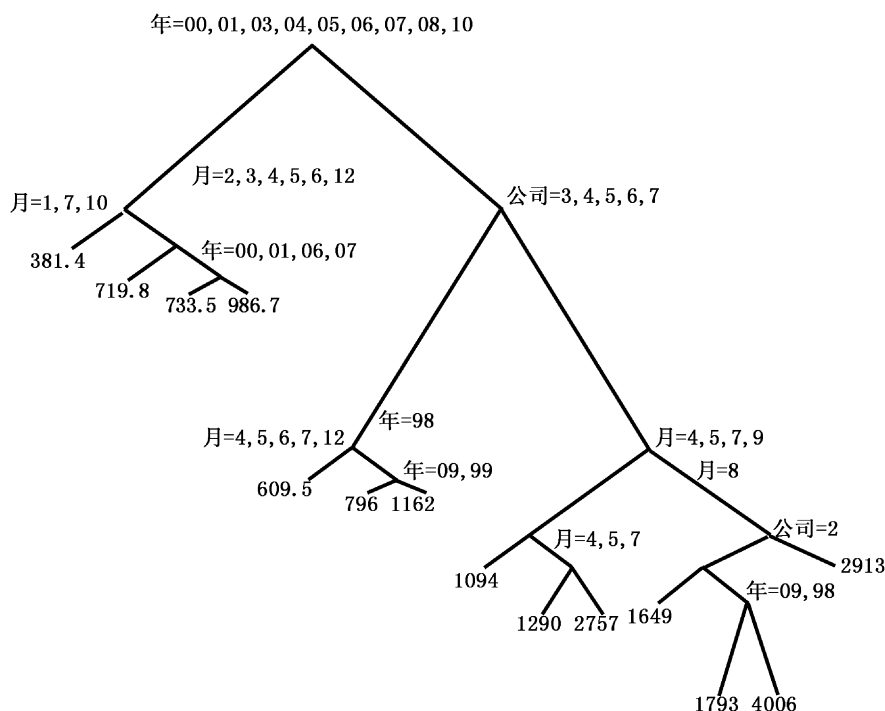 年=00,01,03,04,05,06,07,08,10
月=2,3,4,5,6,12
月=1,7,10
公司=3,4,5,6,7
年=00,01,06,07
381.4
719.8
733.5 986.7
年=98
月=4,5,6,7,12
月=4,5,7,9
年=09,99
月=8
609.5
796 1162
公司=2
月=4,5,7
2913
1094
年=09,98
1290 2757 1649
1793 4006